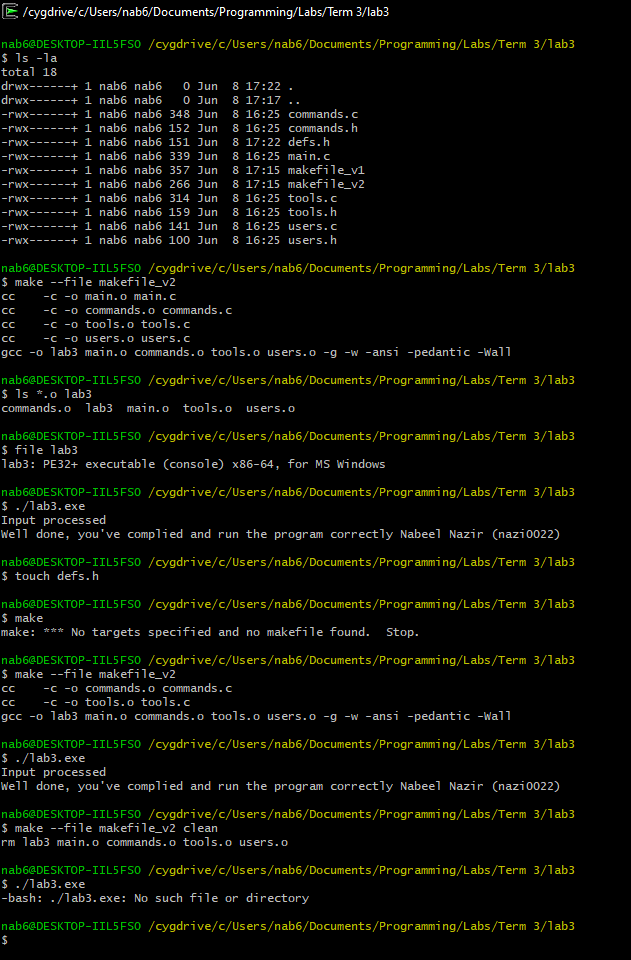 /cygdrive/c/Users/nab6/Documents/Programming/Labs/Term 3/lab3
nab6@DESKTOP-IIL5FSO /cygdrive/c/Users/nab6/Documents/Programming/Labs/Term 3/lab3
$ ls -la
total 18
drwx------+ 1 nab6 nab6   0 Jun  8 17:22 .
drwx------+ 1 nab6 nab6   0 Jun  8 17:17 ..
-rwx------+ 1 nab6 nab6 348 Jun  8 16:25 commands.c
-rwx------+ 1 nab6 nab6 152 Jun  8 16:25 commands.h
-rwx------+ 1 nab6 nab6 151 Jun  8 17:22 defs.h
-rwx------+ 1 nab6 nab6 339 Jun  8 16:25 main.c
-rwx------+ 1 nab6 nab6 357 Jun  8 17:15 makefile_v1
-rwx------+ 1 nab6 nab6 266 Jun  8 17:15 makefile_v2
-rwx------+ 1 nab6 nab6 314 Jun  8 16:25 tools.c
-rwx------+ 1 nab6 nab6 159 Jun  8 16:25 tools.h
-rwx------+ 1 nab6 nab6 141 Jun  8 16:25 users.c
-rwx------+ 1 nab6 nab6 100 Jun  8 16:25 users.h
nab6@DESKTOP-IIL5FSO /cygdrive/c/Users/nab6/Documents/Programming/Labs/Term 3/lab3
$ make --file makefile_v2
cc    -c -o main.o main.c
cc    -c -o commands.o commands.c
cc    -c -o tools.o tools.c
cc    -c -o users.o users.c
gcc -o lab3 main.o commands.o tools.o users.o -g -w -ansi -pedantic -Wall
nab6@DESKTOP-IIL5FSO /cygdrive/c/Users/nab6/Documents/Programming/Labs/Term 3/lab3
$ ls *.o lab3
commands.o  lab3  main.o  tools.o  users.o
nab6@DESKTOP-IIL5FSO /cygdrive/c/Users/nab6/Documents/Programming/Labs/Term 3/lab3
$ file lab3
lab3: PE32+ executable (console) x86-64, for MS Windows
nab6@DESKTOP-IIL5FSO /cygdrive/c/Users/nab6/Documents/Programming/Labs/Term 3/lab3
$ ./lab3.exe
Input processed
Well done, you've complied and run the program correctly Nabeel Nazir (nazi0022)
nab6@DESKTOP-IIL5FSO /cygdrive/c/Users/nab6/Documents/Programming/Labs/Term 3/lab3
$ touch defs.h
nab6@DESKTOP-IIL5FSO /cygdrive/c/Users/nab6/Documents/Programming/Labs/Term 3/lab3
$ make
make: *** No targets specified and no makefile found.  Stop.
nab6@DESKTOP-IIL5FSO /cygdrive/c/Users/nab6/Documents/Programming/Labs/Term 3/lab3
$ make --file makefile_v2
cc    -c -o commands.o commands.c
cc    -c -o tools.o tools.c
gcc -o lab3 main.o commands.o tools.o users.o -g -w -ansi -pedantic -Wall
nab6@DESKTOP-IIL5FSO /cygdrive/c/Users/nab6/Documents/Programming/Labs/Term 3/lab3
$ ./lab3.exe
Input processed
Well done, you've complied and run the program correctly Nabeel Nazir (nazi0022)
nab6@DESKTOP-IIL5FSO /cygdrive/c/Users/nab6/Documents/Programming/Labs/Term 3/lab3
$ make --file makefile_v2 clean
rm lab3 main.o commands.o tools.o users.o
nab6@DESKTOP-IIL5FSO /cygdrive/c/Users/nab6/Documents/Programming/Labs/Term 3/lab3
$ ./lab3.exe
-bash: ./lab3.exe: No such file or directory
nab6@DESKTOP-IIL5FSO /cygdrive/c/Users/nab6/Documents/Programming/Labs/Term 3/lab3
$